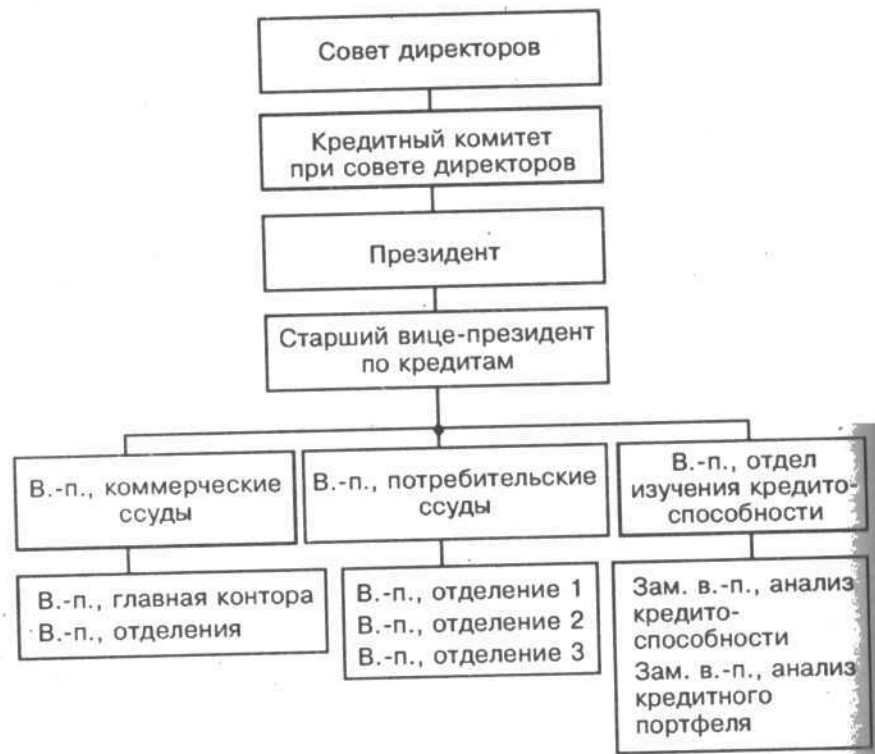 Совет директоров
Кредитный комитет
при совете директоров
Президент
Старший вице-президент
по кредитам
В.-п., коммерческие
ссуды
В.-п., потребительские
ссуды
В.-п., отдел
изучения кредито-
способности
В.-п., главная контора
В.-п., отделения
В.-п., отделение 1
В.-п., отделение 2
В.-п., отделение 3
Зам. в.-п., анализ
кредито-
способности
Зам. в.-п., анализ
кредитного
портфеля